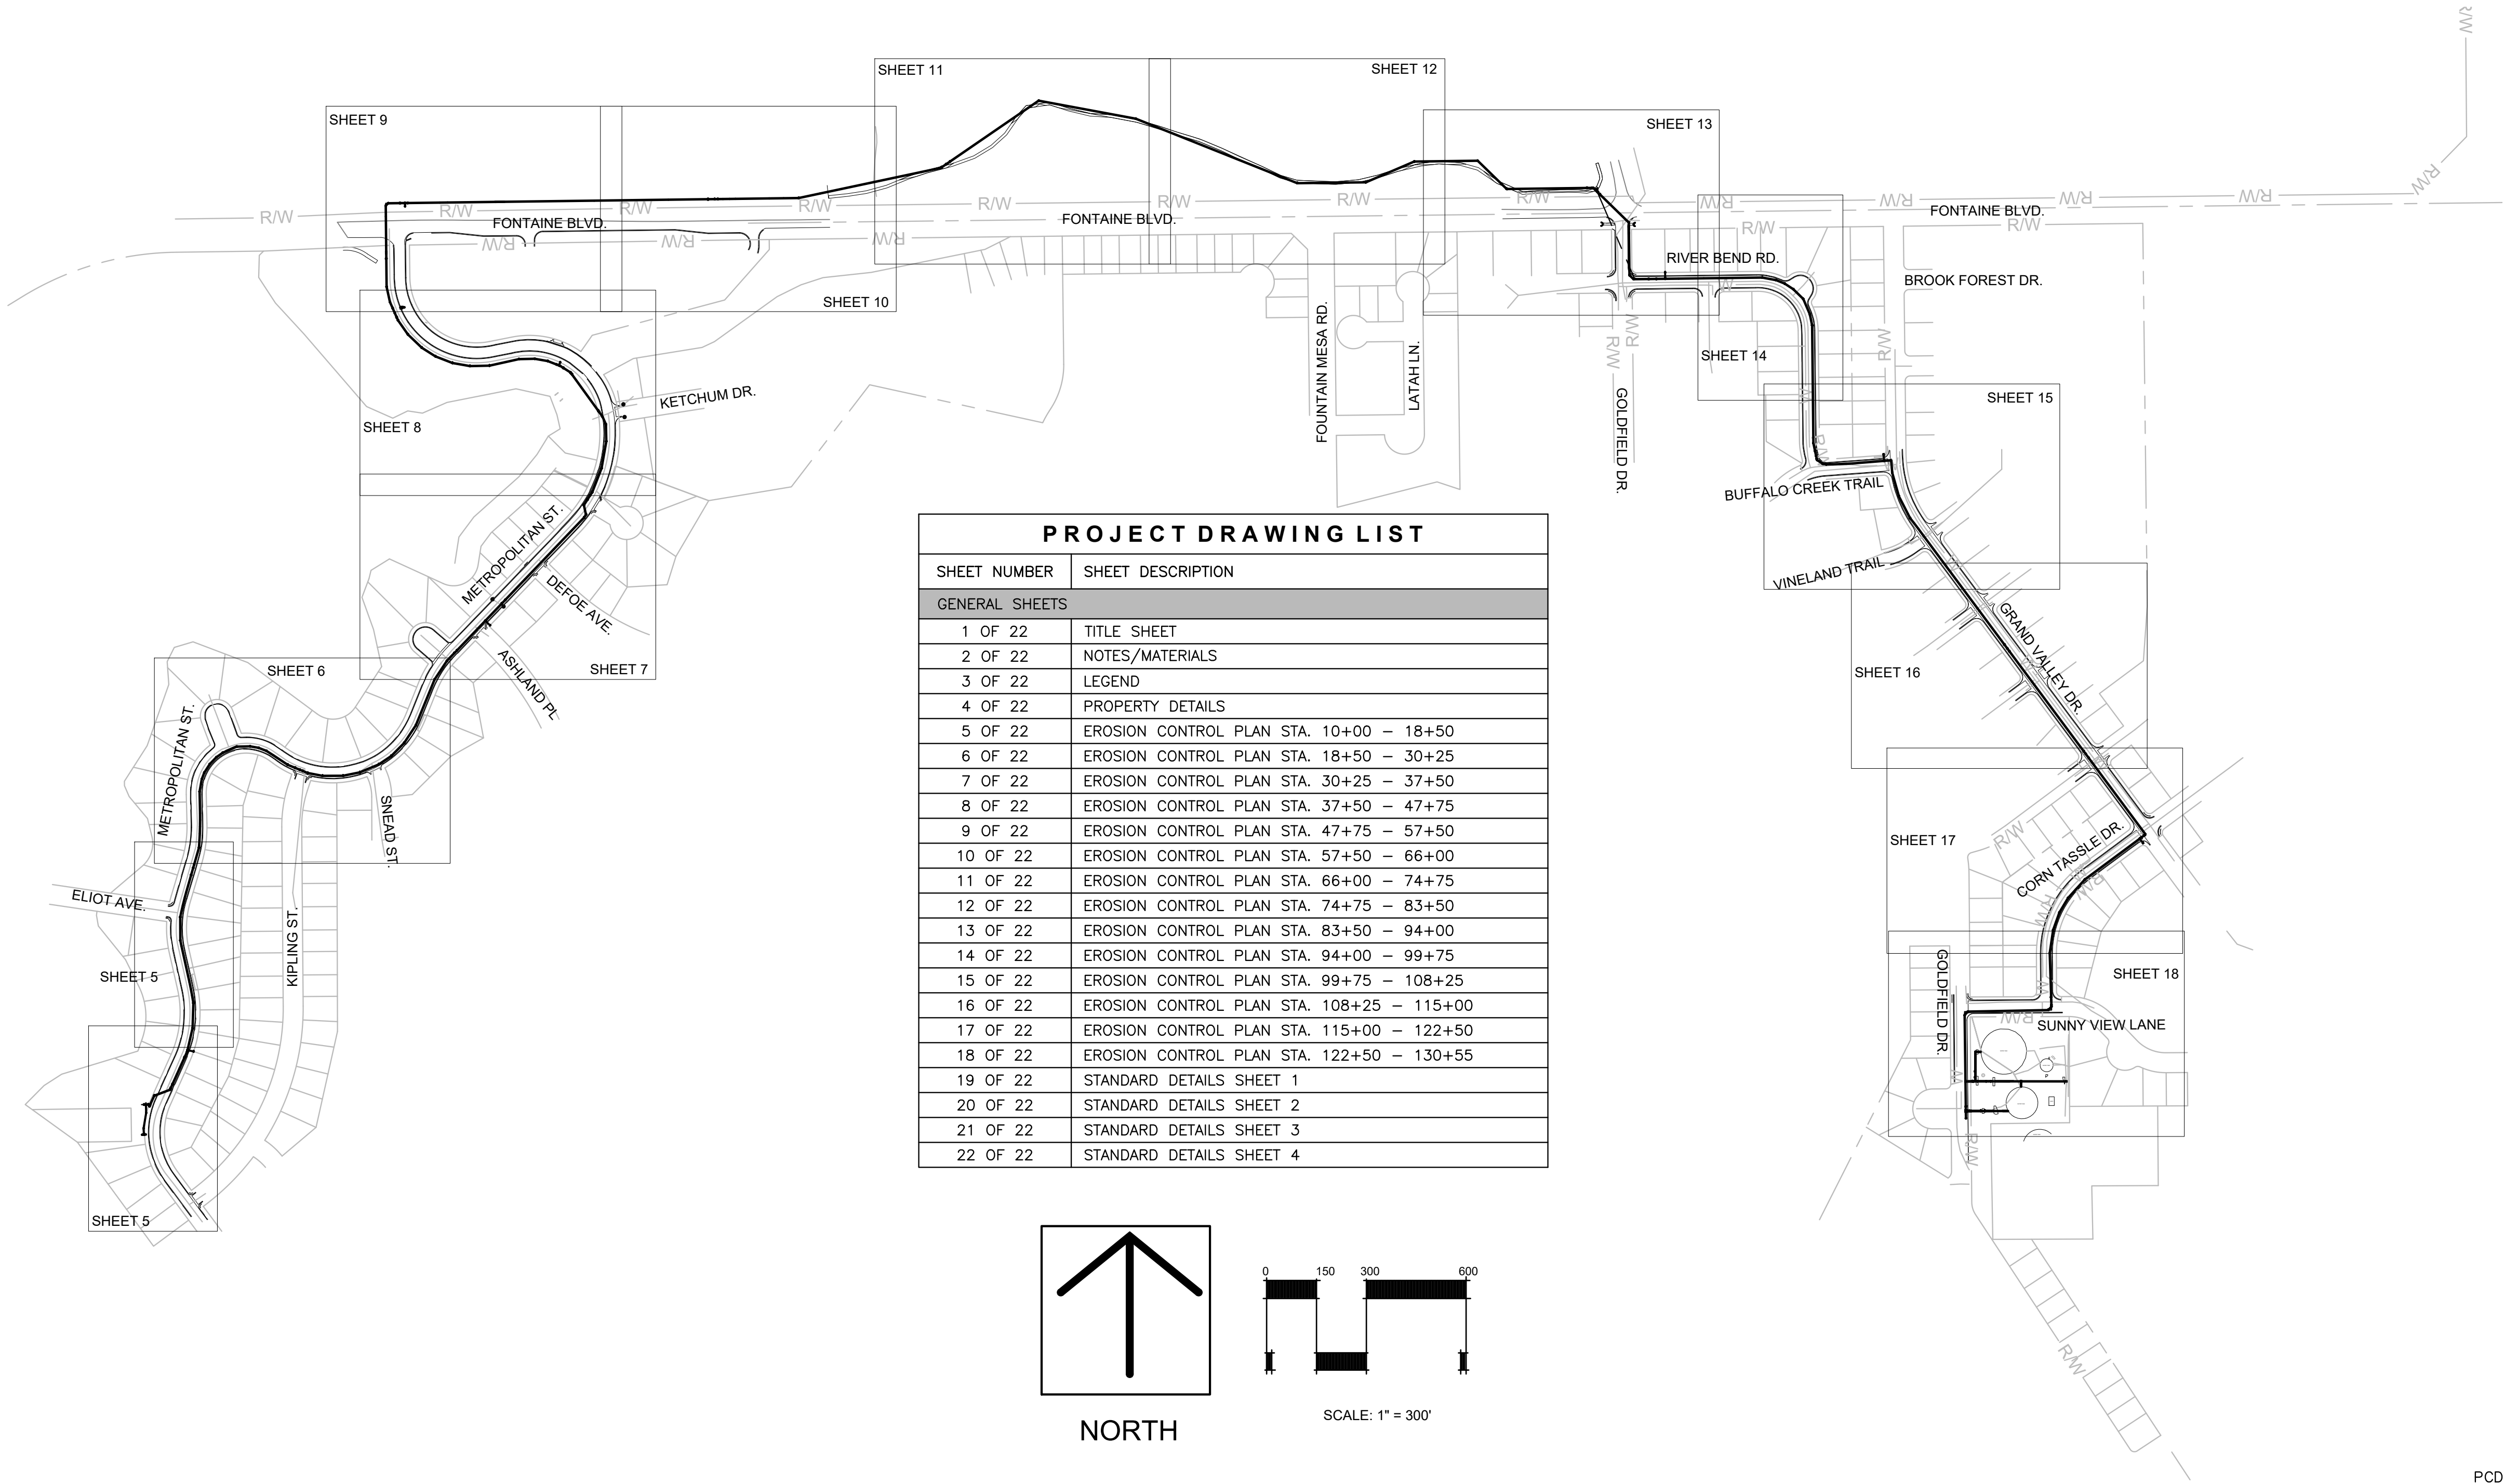 R/W
SHEET 11
SHEET 12
SHEET 9
SHEET 13
R/W
R/W
R/W
R/W
R/W
R/W
R/W
R/W
R/W
R/W
R/W
R/W
R/W
R/W
FONTAINE BLVD.
FONTAINE BLVD.
FONTAINE BLVD.
R/W
R/W
R/W
R/W
R/W
RIVER BEND RD.
BROOK FOREST DR.
SHEET 10
FOUNTAIN MESA RD.
LATAH LN.
R/W
R/W
R/W
SHEET 14
GOLDFIELD DR.
KETCHUM DR.
SHEET 15
SHEET 8
R/W
BUFFALO CREEK TRAIL
METROPOLITAN ST.
VINELAND TRAIL
DEFOE AVE.
GRAND VALLEY DR.
SHEET 7
ASHLAND PL
SHEET 6
SHEET 16
METROPOLITAN ST.
SNEAD ST.
SHEET 17
R/W
CORN TASSLE DR.
R/W
R/W
ELIOT AVE.
KIPLING ST.
SHEET 5
SHEET 18
GOLDFIELD DR.
R/W
SUNNY VIEW LANE
R/W
SHEET 5
R/W
PROJECT DRAWING LIST
SHEET NUMBER SHEET DESCRIPTION
GENERAL SHEETS
1 OF 22 TITLE SHEET
2 OF 22 NOTES/MATERIALS
3 OF 22 LEGEND
4 OF 22 PROPERTY DETAILS
5 OF 22 EROSION CONTROL PLAN STA. 10+00 – 18+50
6 OF 22 EROSION CONTROL PLAN STA. 18+50 – 30+25
7 OF 22 EROSION CONTROL PLAN STA. 30+25 – 37+50
8 OF 22 EROSION CONTROL PLAN STA. 37+50 – 47+75
9 OF 22 EROSION CONTROL PLAN STA. 47+75 – 57+50
10 OF 22 EROSION CONTROL PLAN STA. 57+50 – 66+00
11 OF 22 EROSION CONTROL PLAN STA. 66+00 – 74+75
12 OF 22 EROSION CONTROL PLAN STA. 74+75 – 83+50
13 OF 22 EROSION CONTROL PLAN STA. 83+50 – 94+00
14 OF 22 EROSION CONTROL PLAN STA. 94+00 – 99+75
15 OF 22 EROSION CONTROL PLAN STA. 99+75 – 108+25
16 OF 22 EROSION CONTROL PLAN STA. 108+25 – 115+00
17 OF 22 EROSION CONTROL PLAN STA. 115+00 – 122+50
18 OF 22 EROSION CONTROL PLAN STA. 122+50 – 130+55
19 OF 22 STANDARD DETAILS SHEET 1
20 OF 22 STANDARD DETAILS SHEET 2
21 OF 22 STANDARD DETAILS SHEET 3
22 OF 22 STANDARD DETAILS SHEET 4
NORTH
0 150 300 600
SCALE: 1" = 300'
PCD